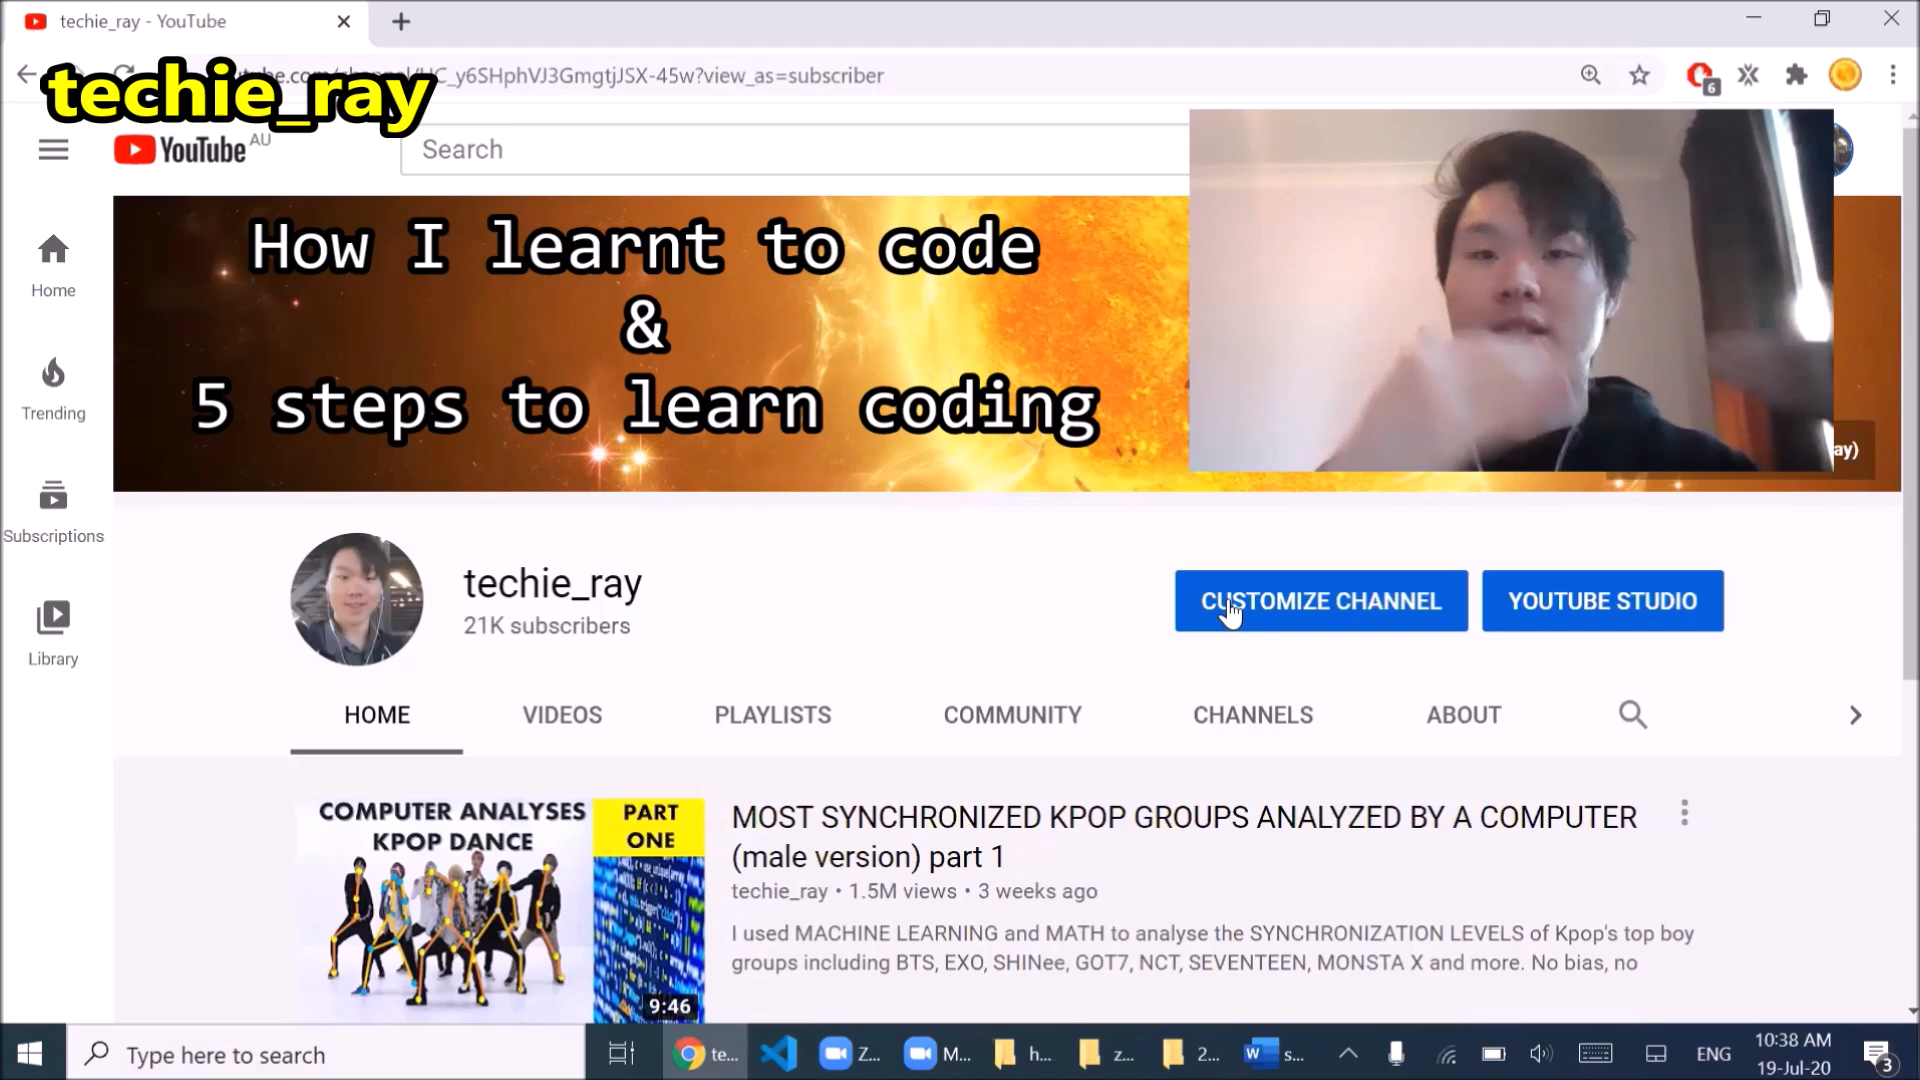 techie_ray - YouTube
tube.com/channel/UC_y6SHphVJ3GmgtjJSX-45w?view_as=subscriber
6
techie_ray
YouTube AU
Search
Home
Trending
Subscriptions
Library
How I learnt to code
&
5 steps to learn coding
ay)
techie_ray
21K subscribers
CUSTOMIZE CHANNEL
YOUTUBE STUDIO
HOME
VIDEOS
PLAYLISTS
COMMUNITY
CHANNELS
ABOUT
COMPUTER ANALYSES
KPOP DANCE
PART
ONE
9:46
MOST SYNCHRONIZED KPOP GROUPS ANALYZED BY A COMPUTER
(male version) part 1
techie_ray • 1.5M views • 3 weeks ago
I used MACHINE LEARNING and MATH to analyse the SYNCHRONIZATION LEVELS of Kpop's top boy
groups including BTS, EXO, SHINee, GOT7, NCT, SEVENTEEN, MONSTA X and more. No bias, no
Type here to search
te...
Z...
M...
h...
z...
2...
s...
ENG
10:38 AM
19-Jul-20
3